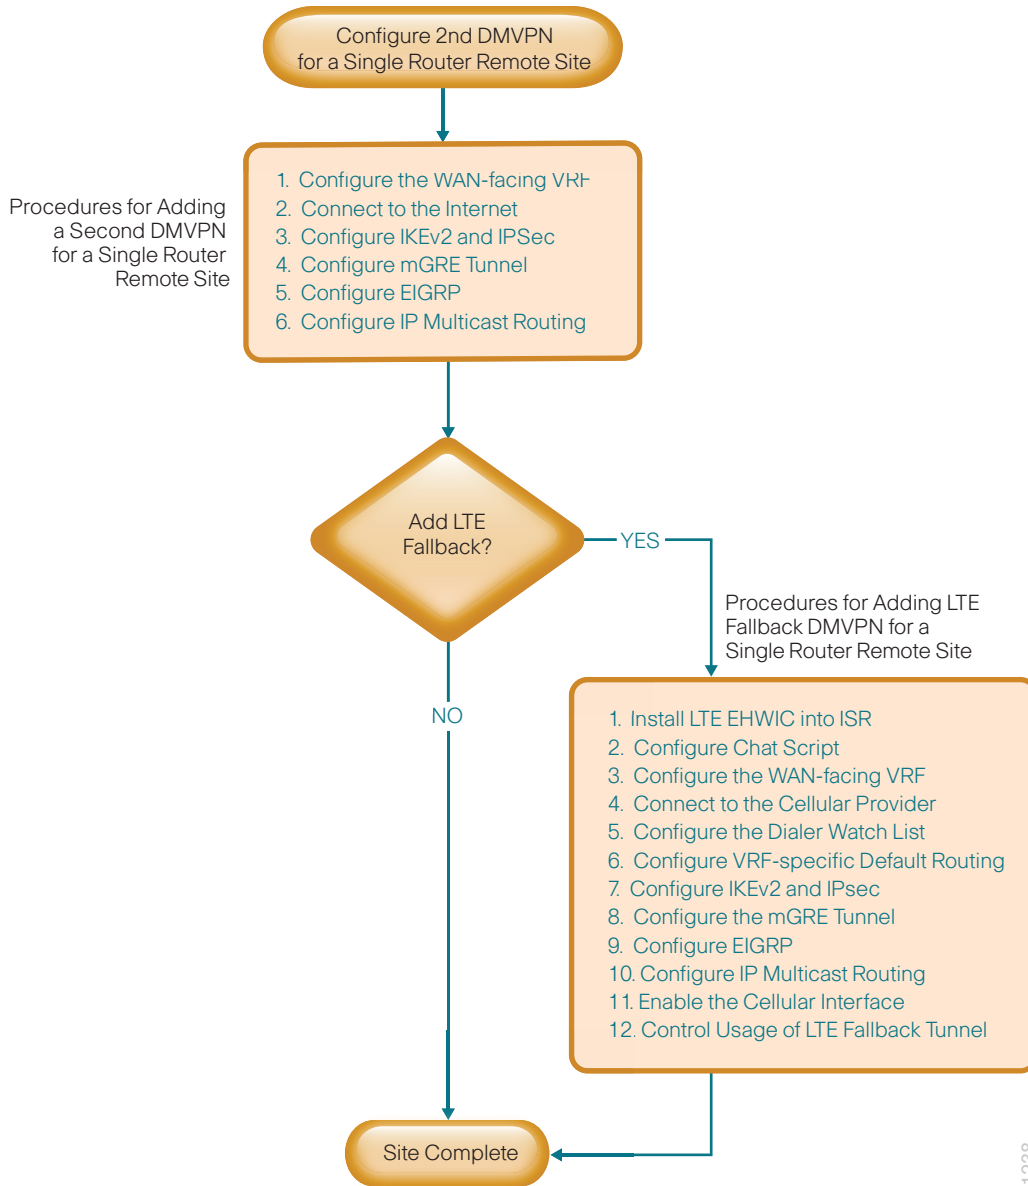 Configure 2nd DMVPN
for a Single Router Remote Site
Procedures for Adding
a Second DMVPN
for a Single Router
Remote Site
1. Configure the WAN-facing VRF
2. Connect to the Internet
3. Configure IKEv2 and IPSec
4. Configure mGRE Tunnel
5. Configure EIGRP
6. Configure IP Multicast Routing
Add LTE
Fallback?
YES
NO
Procedures for Adding LTE
Fallback DMVPN for a
Single Router Remote Site
1. Install LTE EHWIC into ISR
2. Configure Chat Script
3. Configure the WAN-facing VRF
4. Connect to the Cellular Provider
5. Configure the Dialer Watch List
6. Configure VRF-specific Default Routing
7. Configure IKEv2 and IPsec
8. Configure the mGRE Tunnel
9. Configure EIGRP
10. Configure IP Multicast Routing
11. Enable the Cellular Interface
12. Control Usage of LTE Fallback Tunnel
Site Complete